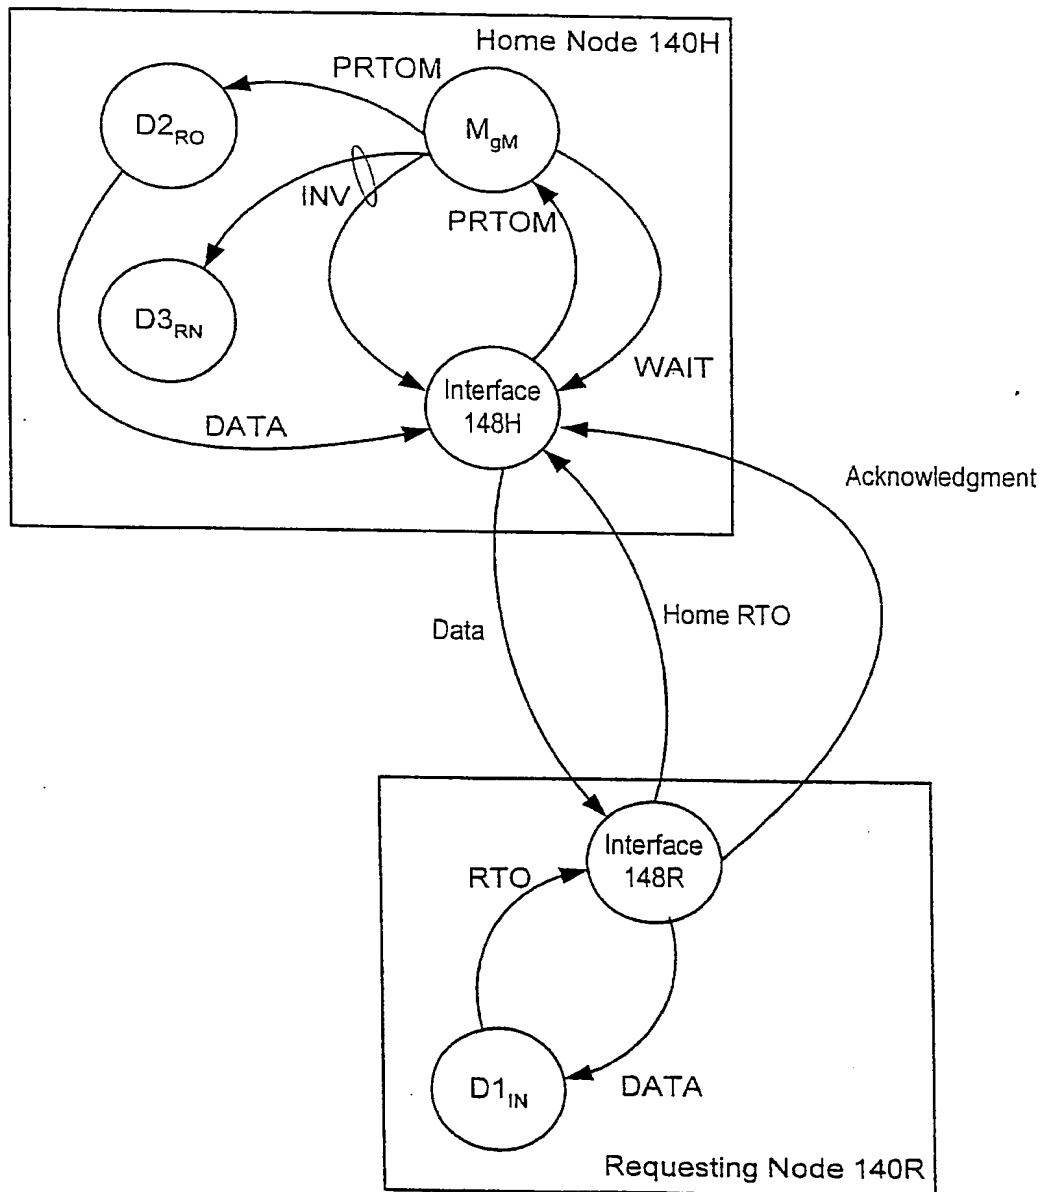 Home Node 140H
PRTOM
D2RO
MgM
INV
PRTOM
D3RN
WAIT
Interface
148H
DATA
Acknowledgment
Data
Home RTO
Interface
148R
RTO
D1IN
DATA
Requesting Node 140R